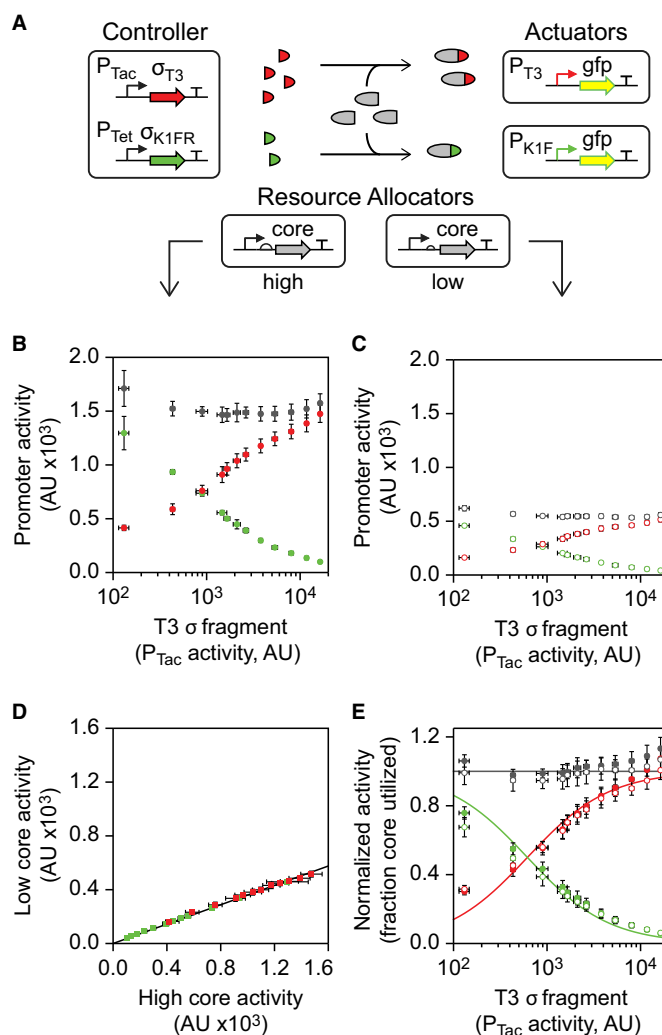 A
Controller
Actuators
P_Tac σ_T3
P_T3 gfp
P_Tet σ_K1FR
P_K1F gfp
Resource Allocators
core
core
high
low
B
C
2.0
1.5
1.0
0.5
0.0
Promoter activity
(AU x10³)
10² 10³ 10⁴
T3 σ fragment
(P_Tac activity, AU)
2.0
1.5
1.0
0.5
0.0
Promoter activity
(AU x10³)
10² 10³ 10⁴
T3 σ fragment
(P_Tac activity, AU)
D
E
1.6
1.2
0.8
0.4
0.0
Low core activity
(AU x10³)
0.0 0.4 0.8 1.2 1.6
High core activity
(AU x10³)
1.2
0.8
0.4
0.0
Normalized activity
(fraction core utilized)
10² 10³ 10⁴
T3 σ fragment
(P_Tac activity, AU)